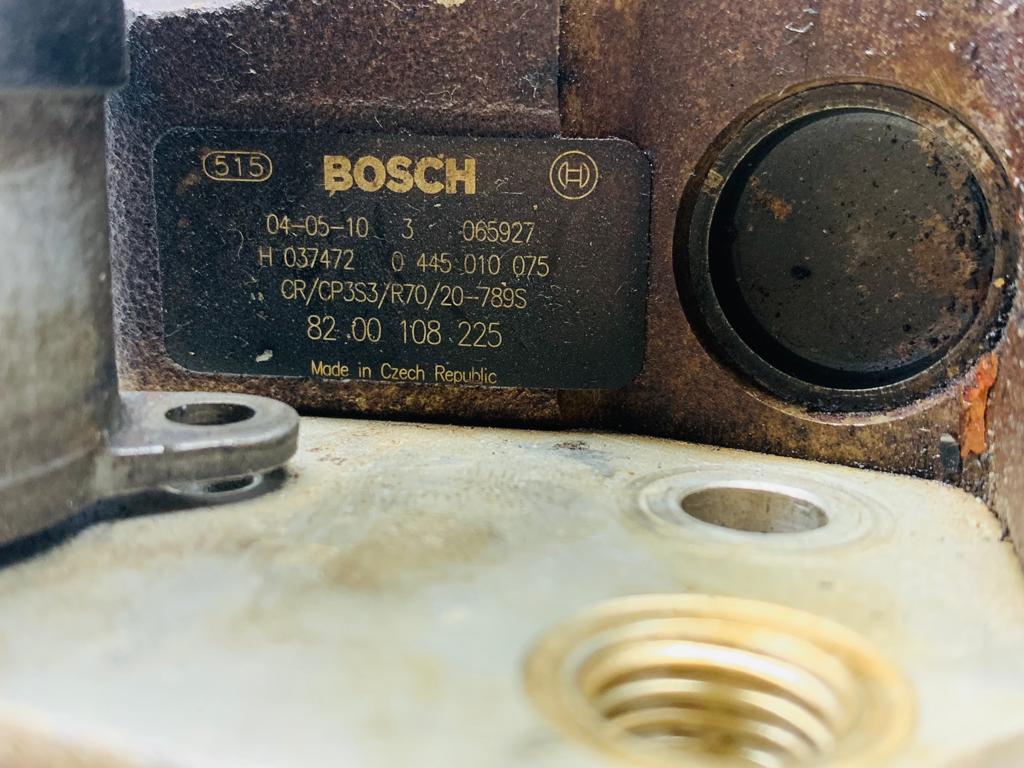 515 BOSCH H
04-05-10 3 065927
H 037472 0 445 010 075
CR/CP3S3/R70/20-789S
82 00 108 225
Made in Czech Republic